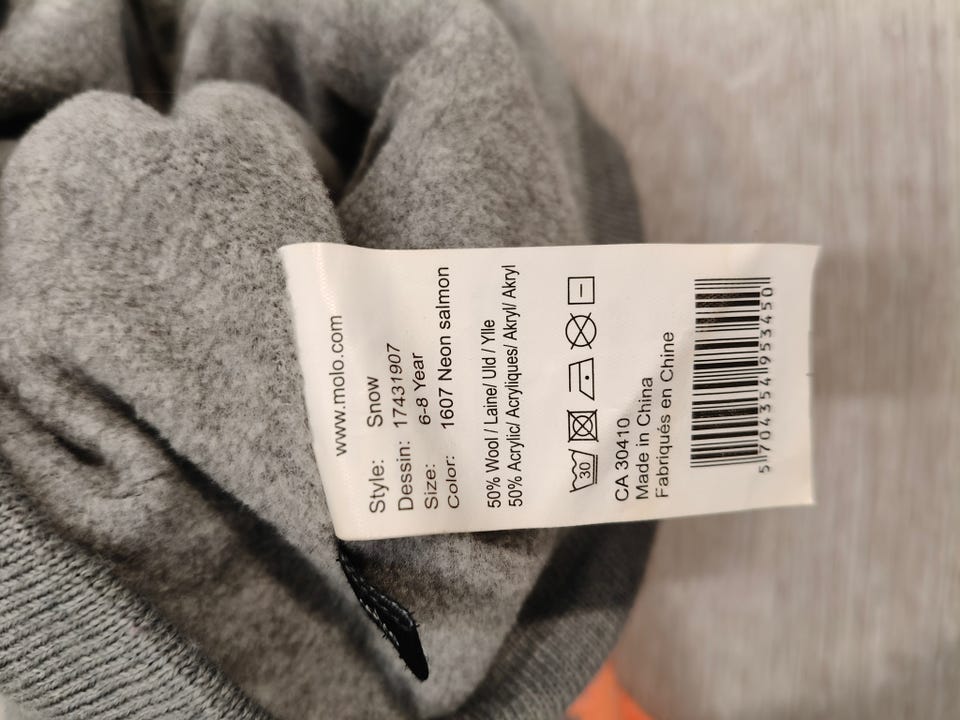 www.molo.com
Style: Snow
Dessin: 17431907
Size: 6-8 Year
Color: 1607 Neon salmon
50% Wool/ Laine/ Uld / Ylle
50% Acrylic/ Acryliques/ Akryl/ Akryl
30
CA 30410
Made in China
Fabriqués en Chine
5 704354 953450